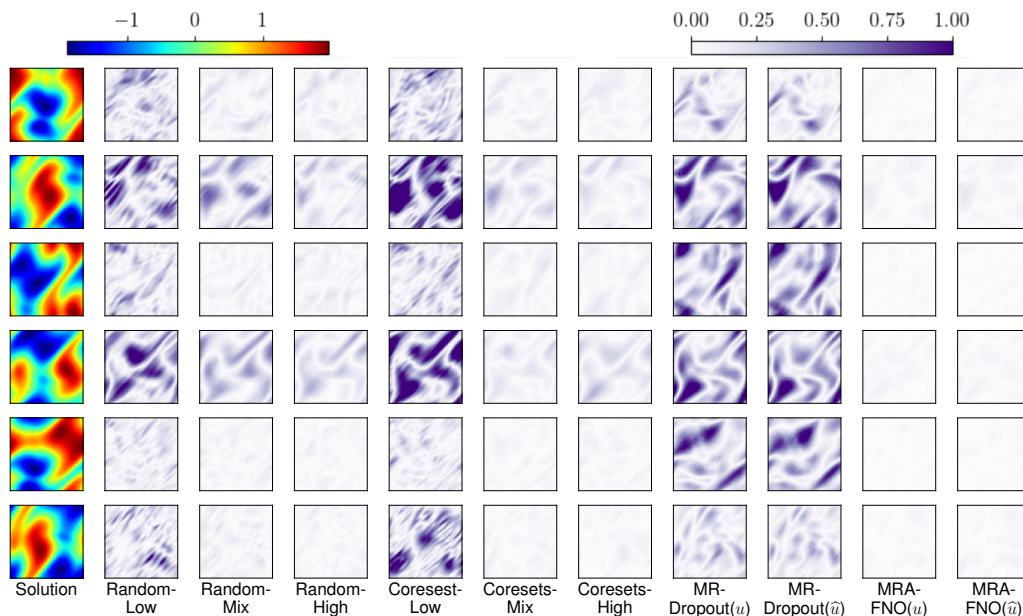 −1 0 1
0.00 0.25 0.50 0.75 1.00
Solution Random- Random- Random- Coresest- Coresets- Coresets- MR- MR- MRA- MRA-
Low Mix High Low Mix High Dropout(u) Dropout(û) FNO(u) FNO(û)